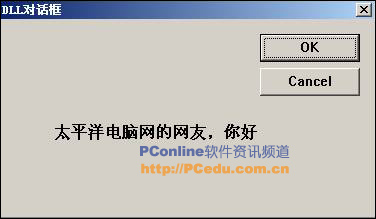 DLL对话框
OK
Cancel
太平洋电脑网的网友，你好
PConline软件资讯频道
http://PCedu.com.cn